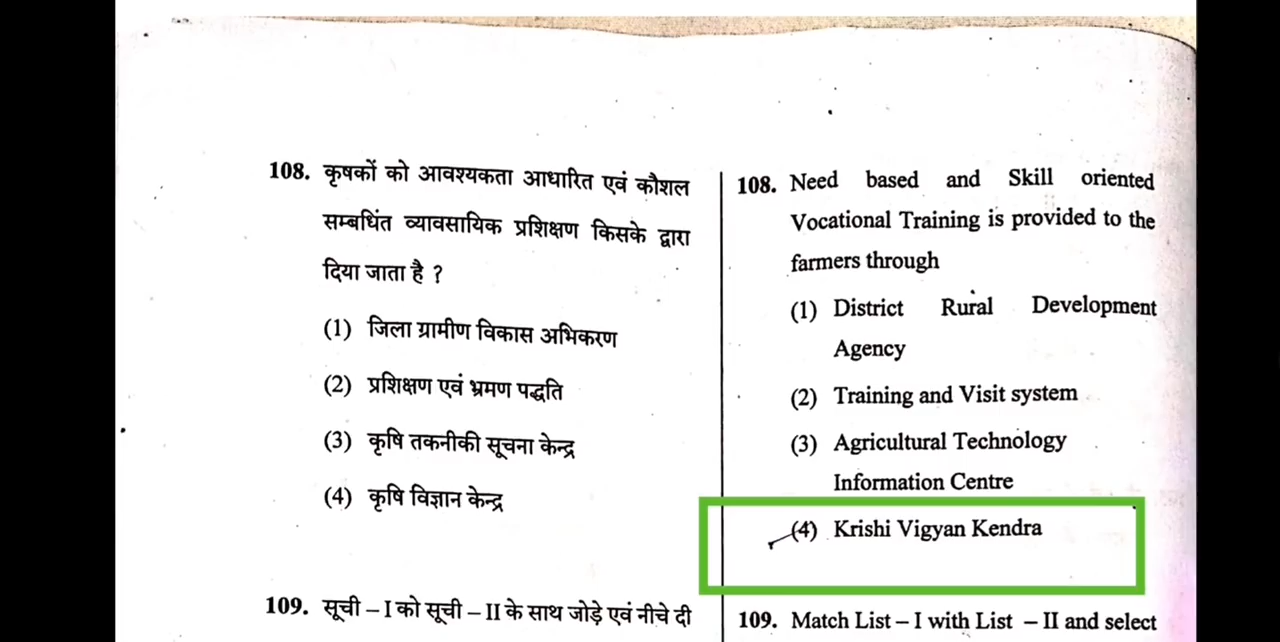 108. कृषकों को आवश्यकता आधारित एवं कौशल
सम्बधिंत व्यावसायिक प्रशिक्षण किसके द्वारा
दिया जाता है ?
(1) जिला ग्रामीण विकास अभिकरण
(2) प्रशिक्षण एवं भ्रमण पद्धति
(3) कृषि तकनीकी सूचना केन्द्र
(4) कृषि विज्ञान केन्द्र
109. सूची – I को सूची – II के साथ जोड़े एवं नीचे दी
108. Need based and Skill oriented
Vocational Training is provided to the
farmers through
(1) District Rural Development
Agency
(2) Training and Visit system
(3) Agricultural Technology
Information Centre
(4) Krishi Vigyan Kendra
109. Match List – I with List – II and select